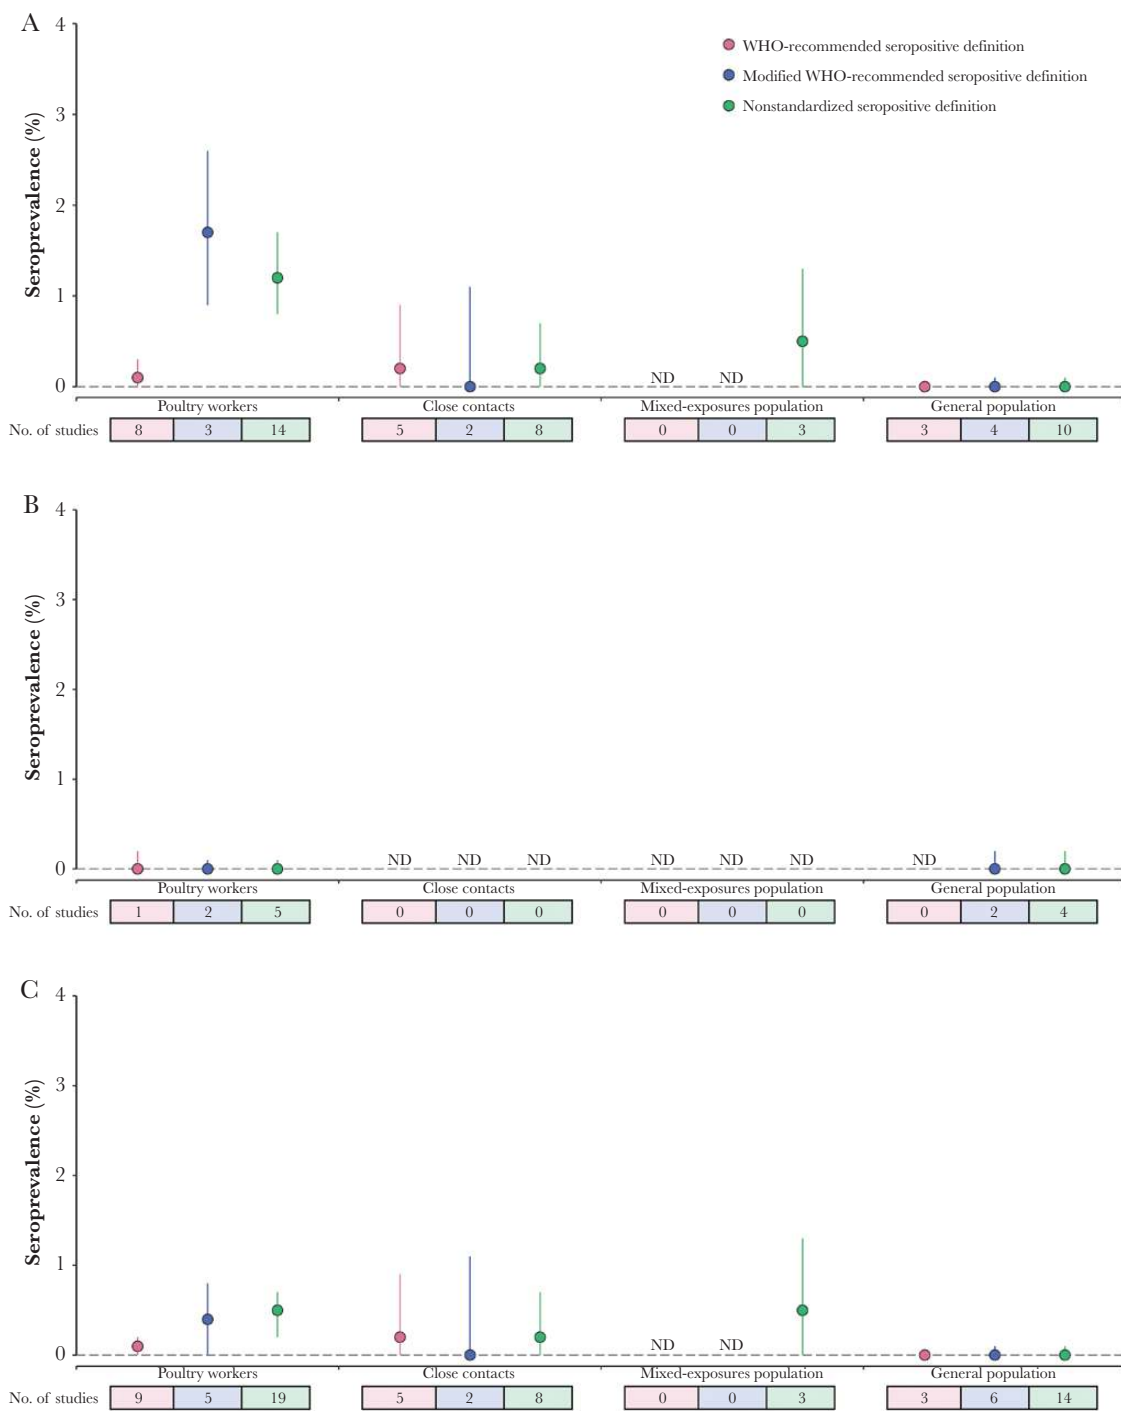 A
4
3
2
1
0
Seroprevalence (%)
WHO-recommended seropositive definition
Modified WHO-recommended seropositive definition
Nonstandardized seropositive definition
ND ND
Poultry workers Close contacts Mixed-exposures population General population
No. of studies 8 3 14 5 2 8 0 0 3 3 4 10
B
4
3
2
1
0
Seroprevalence (%)
ND ND ND ND ND ND ND
Poultry workers Close contacts Mixed-exposures population General population
No. of studies 1 2 5 0 0 0 0 0 0 0 2 4
C
4
3
2
1
0
Seroprevalence (%)
ND ND
Poultry workers Close contacts Mixed-exposures population General population
No. of studies 9 5 19 5 2 8 0 0 3 3 6 14